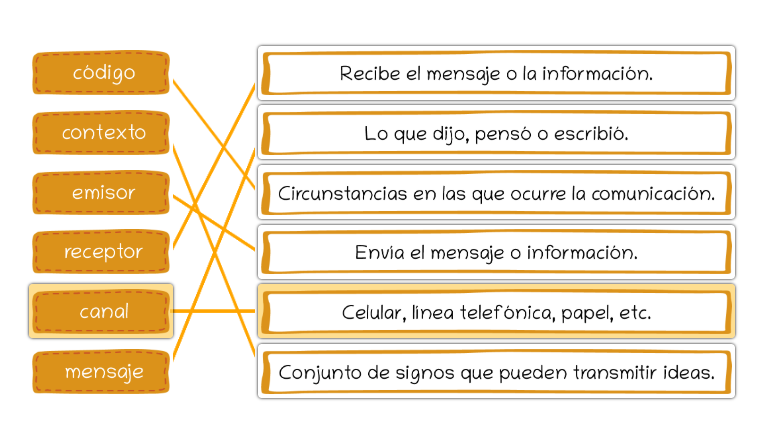 código
Recibe el mensaje o la información.
contexto
Lo que dijo, pensó o escribió.
emisor
Circunstancias en las que ocurre la comunicación.
receptor
Envía el mensaje o información.
canal
Celular, línea telefónica, papel, etc.
mensaje
Conjunto de signos que pueden transmitir ideas.